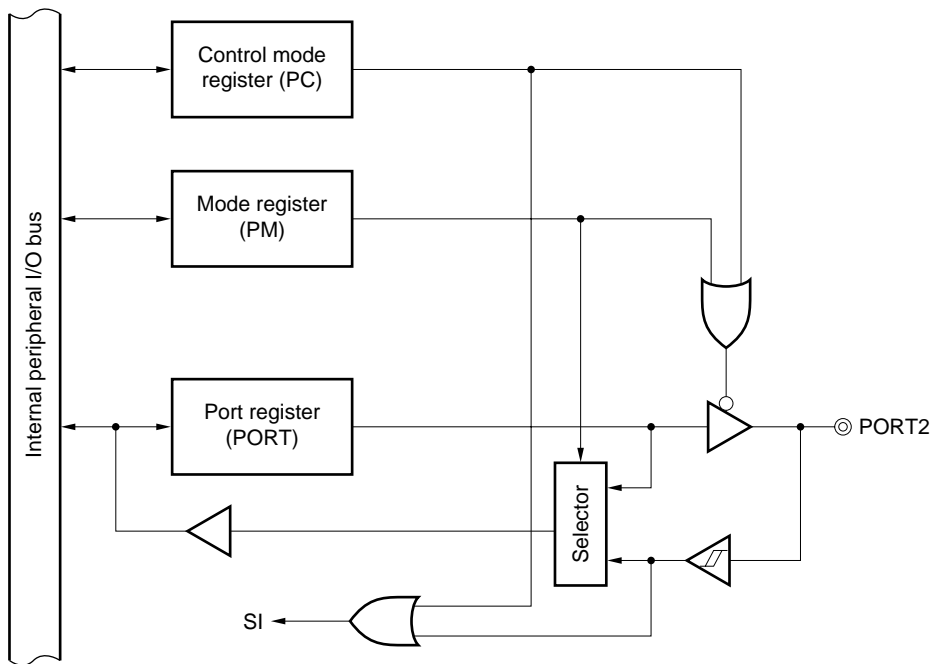 Control mode
register (PC)
Mode register
(PM)
Internal peripheral I/O bus
Port register
(PORT)
PORT2
Selector
SI